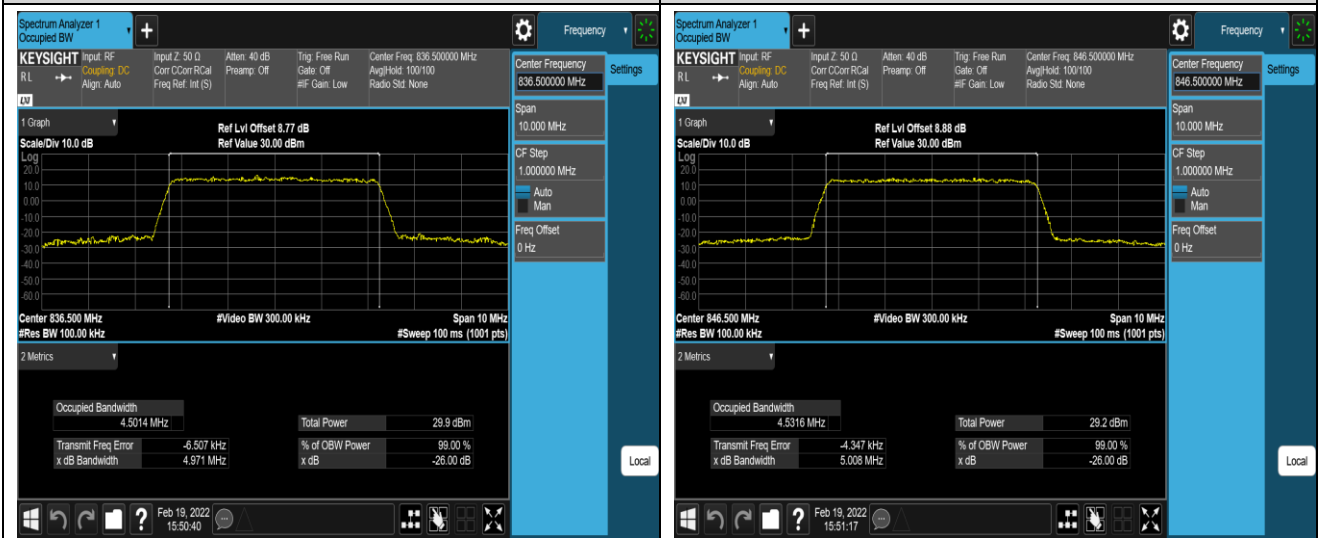 Spectrum Analyzer 1
Occupied BW
+
Frequency
KEYSIGHT
RL
LXI
Input: RF
Coupling: DC
Align: Auto
Input Z: 50 Ω
Corr CCorr RCal
Freq Ref: Int (S)
Atten: 40 dB
Preamp: Off
Trig: Free Run
Gate: Off
#IF Gain: Low
Center Freq: 836.500000 MHz
Avg|Hold: 100/100
Radio Std: None
Center Frequency
836.500000 MHz
Settings
Span
10.000 MHz
CF Step
1.000000 MHz
Auto
Man
Freq Offset
0 Hz
Local
1 Graph
Scale/Div 10.0 dB
Ref Lvl Offset 8.77 dB
Ref Value 30.00 dBm
Log
20.0
10.0
0.00
-10.0
-20.0
-30.0
-40.0
-50.0
-60.0
Center 836.500 MHz
#Res BW 100.00 kHz
#Video BW 300.00 kHz
Span 10 MHz
#Sweep 100 ms (1001 pts)
2 Metrics
Occupied Bandwidth
4.5014 MHz
Total Power 29.9 dBm
Transmit Freq Error -6.507 kHz
% of OBW Power 99.00 %
x dB Bandwidth 4.971 MHz
x dB -26.00 dB
?
Feb 19, 2022
15:50:40
Spectrum Analyzer 1
Occupied BW
+
Frequency
KEYSIGHT
RL
LXI
Input: RF
Coupling: DC
Align: Auto
Input Z: 50 Ω
Corr CCorr RCal
Freq Ref: Int (S)
Atten: 40 dB
Preamp: Off
Trig: Free Run
Gate: Off
#IF Gain: Low
Center Freq: 846.500000 MHz
Avg|Hold: 100/100
Radio Std: None
Center Frequency
846.500000 MHz
Settings
Span
10.000 MHz
CF Step
1.000000 MHz
Auto
Man
Freq Offset
0 Hz
Local
1 Graph
Scale/Div 10.0 dB
Ref Lvl Offset 8.88 dB
Ref Value 30.00 dBm
Log
20.0
10.0
0.00
-10.0
-20.0
-30.0
-40.0
-50.0
-60.0
Center 846.500 MHz
#Res BW 100.00 kHz
#Video BW 300.00 kHz
Span 10 MHz
#Sweep 100 ms (1001 pts)
2 Metrics
Occupied Bandwidth
4.5316 MHz
Total Power 29.2 dBm
Transmit Freq Error -4.347 kHz
% of OBW Power 99.00 %
x dB Bandwidth 5.008 MHz
x dB -26.00 dB
?
Feb 19, 2022
15:51:17